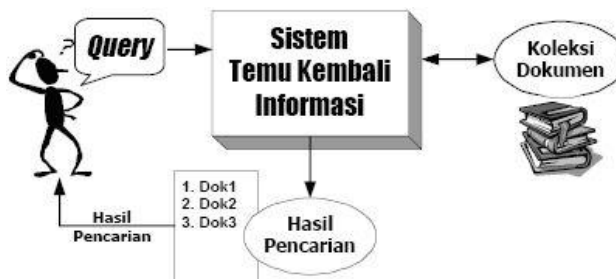 ?
Query
Sistem
Temu Kembali
Informasi
Koleksi
Dokumen
1. Dok1
2. Dok2
3. Dok3
Hasil
Pencarian
Hasil
Pencarian